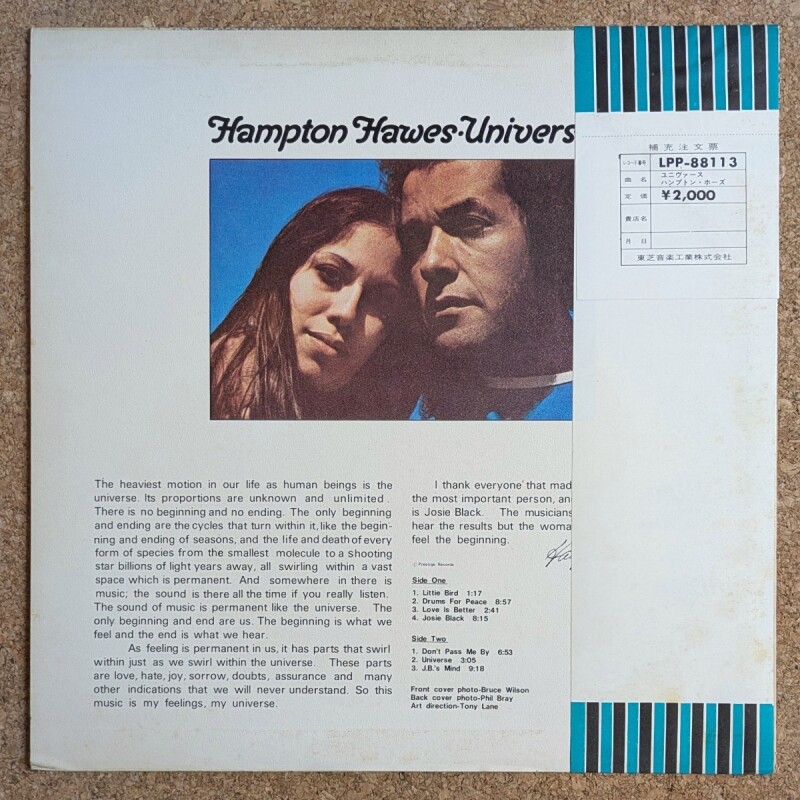 Hampton Hawes·Univers
補充注文票
レコード番号 LPP-88113
曲名 ユニヴァース
ハンプトン・ホーズ
定価 ¥2,000
貴店名
月日
東芝音楽工業株式会社
The heaviest motion in our life as human beings is the
universe. Its proportions are unknown and unlimited.
There is no beginning and no ending. The only beginning
and ending are the cycles that turn within it, like the begin-
ning and ending of seasons, and the life and death of every
form of species from the smallest molecule to a shooting
star billions of light years away, all swirling within a vast
space which is permanent. And somewhere in there is
music; the sound is there all the time if you really listen.
The sound of music is permanent like the universe. The
only beginning and end are us. The beginning is what we
feel and the end is what we hear.
As feeling is permanent in us, it has parts that swirl
within just as we swirl within the universe. These parts
are love, hate, joy, sorrow, doubts, assurance and many
other indications that we will never understand. So this
music is my feelings, my universe.
I thank everyone that mad
the most important person, an
is Josie Black. The musicians
hear the results but the woma
feel the beginning.
Ⓒ Prestige Records
Side One
1. Little Bird 1:17
2. Drums For Peace 8:57
3. Love Is Better 2:41
4. Josie Black 8:15
Side Two
1. Don't Pass Me By 6:53
2. Universe 3:05
3. J.B.'s Mind 9:18
Front cover photo-Bruce Wilson
Back cover photo-Phil Bray
Art direction-Tony Lane